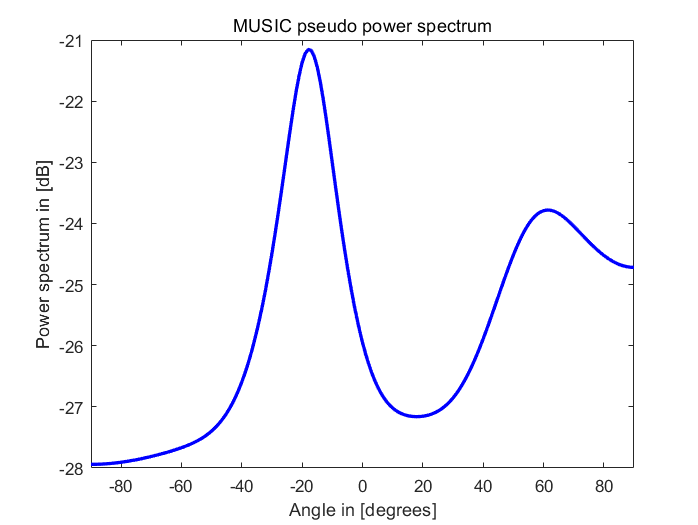 MUSIC pseudo power spectrum
-21
-22
-23
-24
-25
-26
-27
-28
Power spectrum in [dB]
-80 -60 -40 -20 0 20 40 60 80
Angle in [degrees]